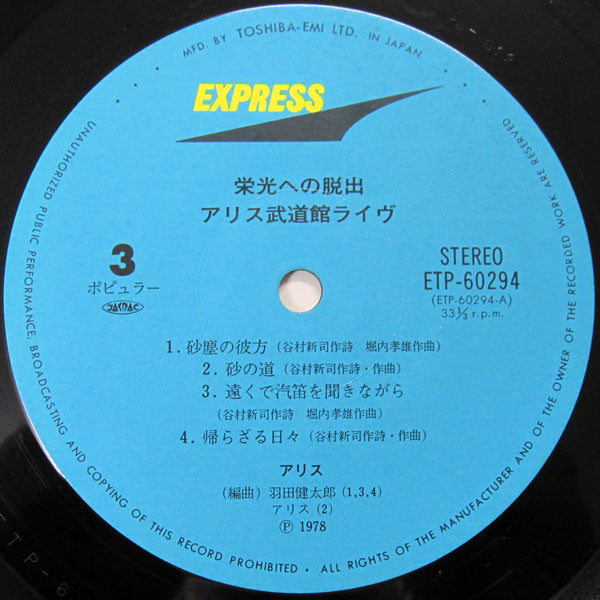 MFD. BY TOSHIBA-EMI LTD. IN JAPAN
EXPRESS
栄光への脱出
アリス武道館ライヴ
3
ポピュラー
JASRAC
STEREO
ETP-60294
(ETP-60294-A)
33⅓ r.p.m.
1. 砂塵の彼方(谷村新司作詩 堀内孝雄作曲)
2. 砂の道(谷村新司作詩・作曲)
3. 遠くで汽笛を聞きながら
(谷村新司作詩 堀内孝雄作曲)
4. 帰らざる日々(谷村新司作詩・作曲)
アリス
(編曲) 羽田健太郎(1,3,4)
アリス(2)
Ⓟ 1978
UNAUTHORIZED PUBLIC PERFORMANCE, BROADCASTING AND COPYING OF THIS RECORD PROHIBITED • ALL RIGHTS OF THE MANUFACTURER AND OF THE OWNER OF THE RECORDED WORK ARE RESERVED